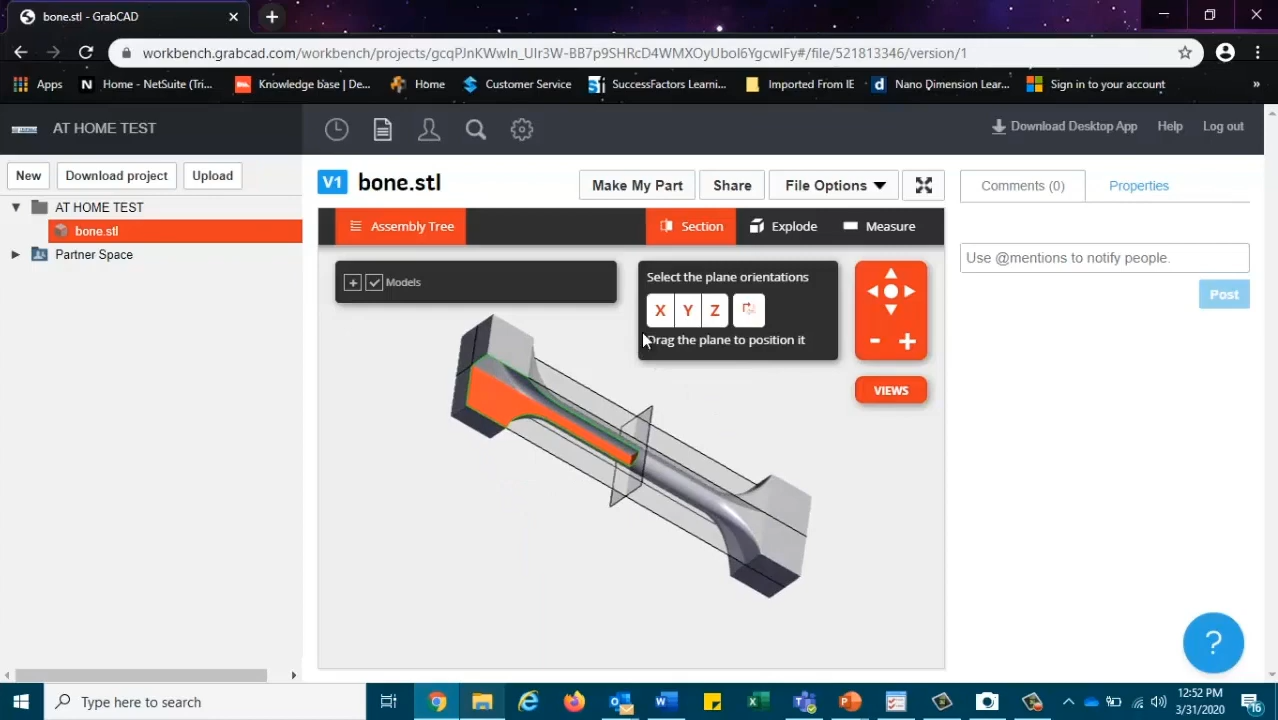 bone.stl - GrabCAD
workbench.grabcad.com/workbench/projects/gcqPJnKWwIn_UIr3W-BB7p9SHRcD4WMXOyUboI6YgcwIFy#/file/521813346/version/1
Apps
Home - NetSuite (Tri...
Knowledge base | De...
Home
Customer Service
SuccessFactors Learni...
Imported From IE
Nano Dimension Lear...
Sign in to your account
AT HOME TEST
Download Desktop App
Help
Log out
New
Download project
Upload
V1
bone.stl
Make My Part
Share
File Options
Comments (0)
Properties
AT HOME TEST
bone.stl
Partner Space
Assembly Tree
Section
Explode
Measure
Use @mentions to notify people.
Post
Models
Select the plane orientations
X
Y
Z
Drag the plane to position it
VIEWS
?
Type here to search
12:52 PM
3/31/2020
16